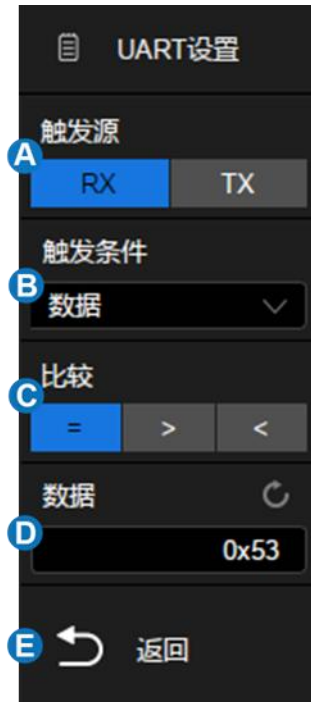 UART设置
触发源
A
RX TX
触发条件
B
数据
比较
C
= > <
数据
D
0x53
E 返回